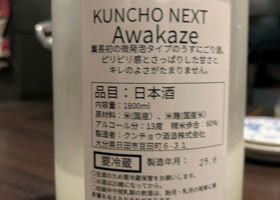 KUNCHO NEXT
Awakaze
薫長初の微発泡タイプのうすにごり酒。
ピリピリ感とさっぱりした甘さと
キレのよさがたまりません。
品目：日本酒
内容量：1800ml
原材料：米(国産)、米麹(国産米)
アルコール分：13度 精米歩合：60%
製造者：クンチョウ酒造株式会社
大分県日田市豆田町６-３１
要冷蔵
製造年月：